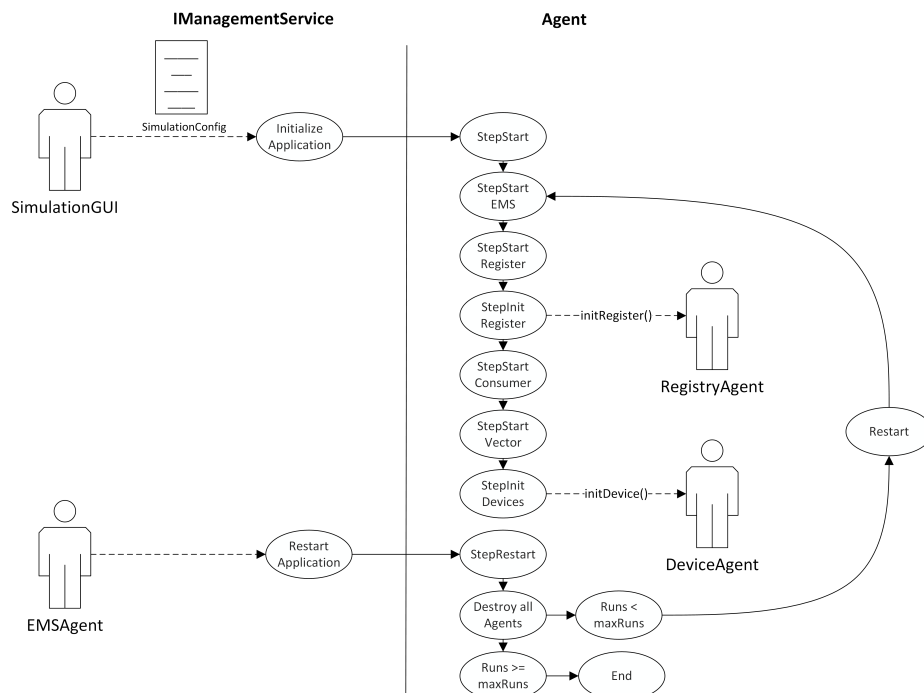 IManagementService
Agent
SimulationConfig
Initialize
Application
SimulationGUI
StepStart
StepStart
EMS
StepStart
Register
StepInit
Register
initRegister()
RegistryAgent
StepStart
Consumer
Restart
StepStart
Vector
StepInit
Devices
initDevice()
DeviceAgent
Restart
Application
EMSAgent
StepRestart
Destroy all
Agents
Runs <
maxRuns
Runs >=
maxRuns
End